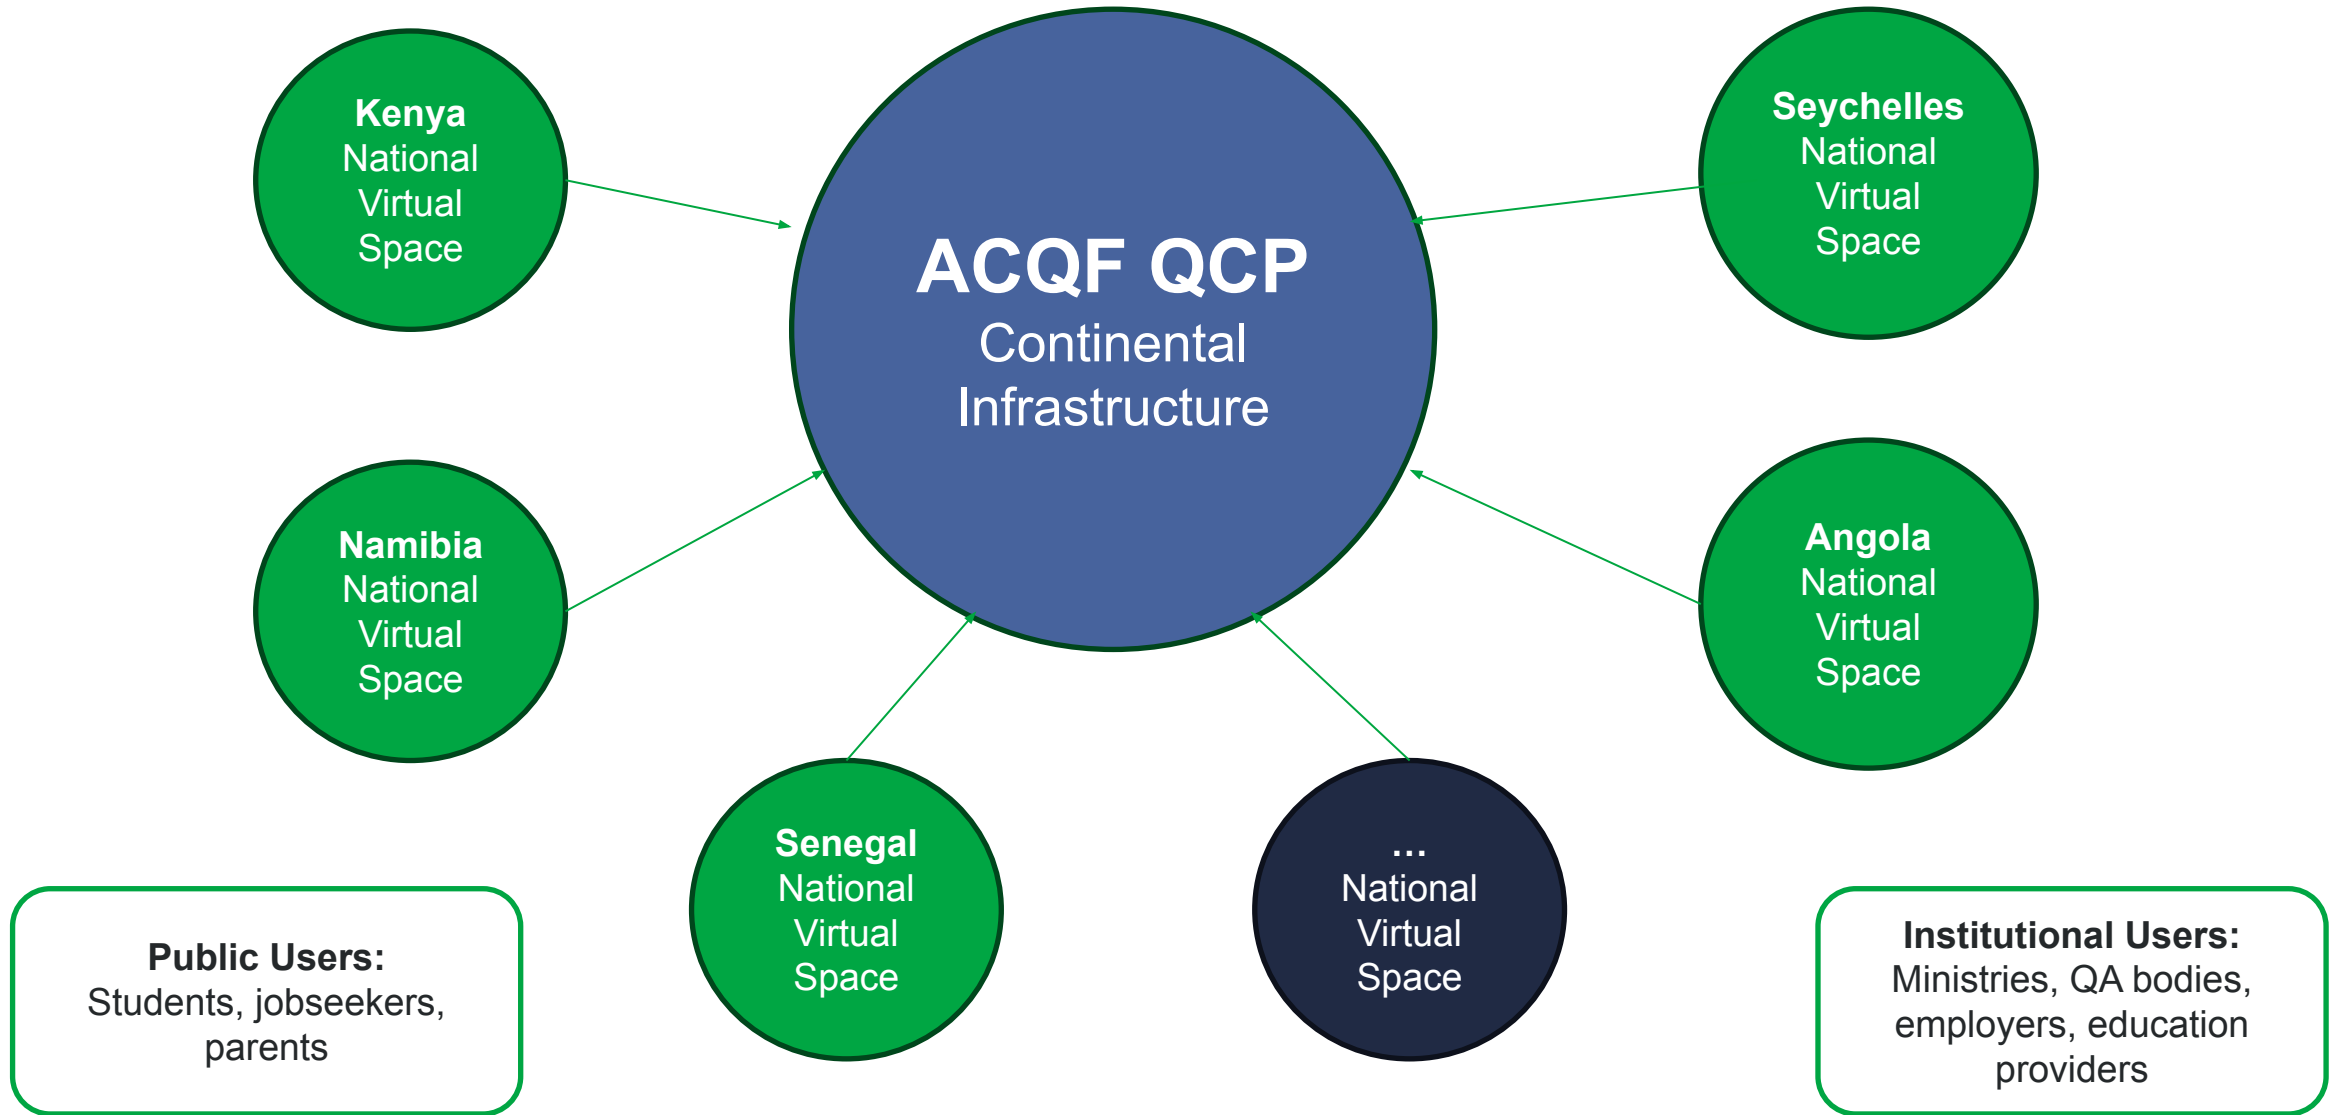 Kenya
National
Virtual
Space
ACQF QCP
Continental
Infrastructure
Seychelles
National
Virtual
Space
Namibia
National
Virtual
Space
Angola
National
Virtual
Space
Senegal
National
Virtual
Space
...
National
Virtual
Space
Public Users:
Students, jobseekers,
parents
Institutional Users:
Ministries, QA bodies,
employers, education
providers